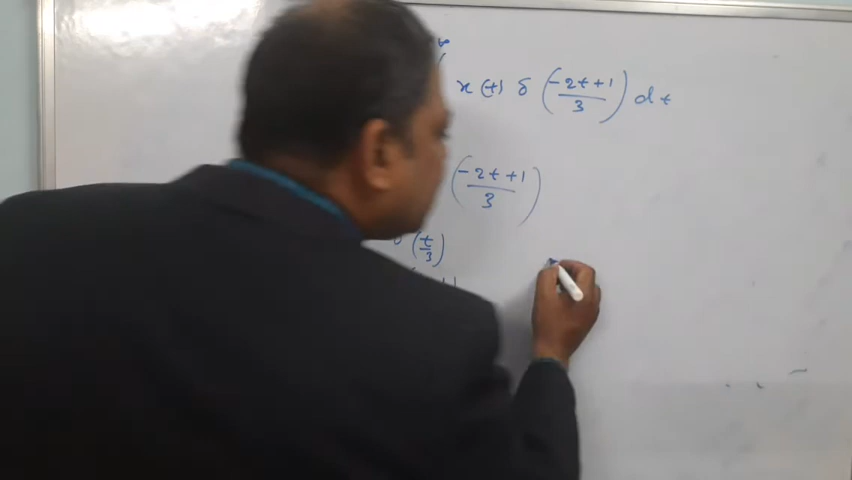 x(t) δ (-2t+1/3) dt
(-2t+1/3)
δ (t/3)